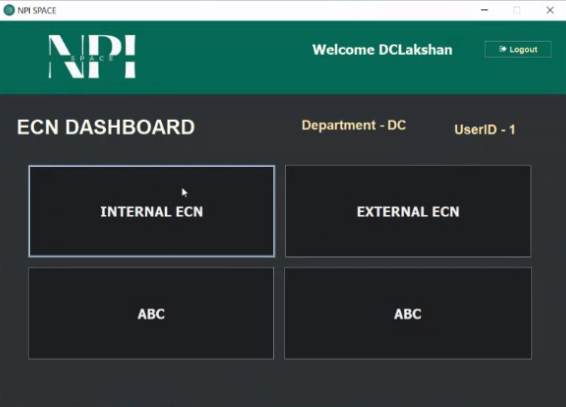 NPI SPACE
NPI
SPACE
Welcome DCLakshan
Logout
ECN DASHBOARD
Department - DC
UserID - 1
INTERNAL ECN
EXTERNAL ECN
ABC
ABC